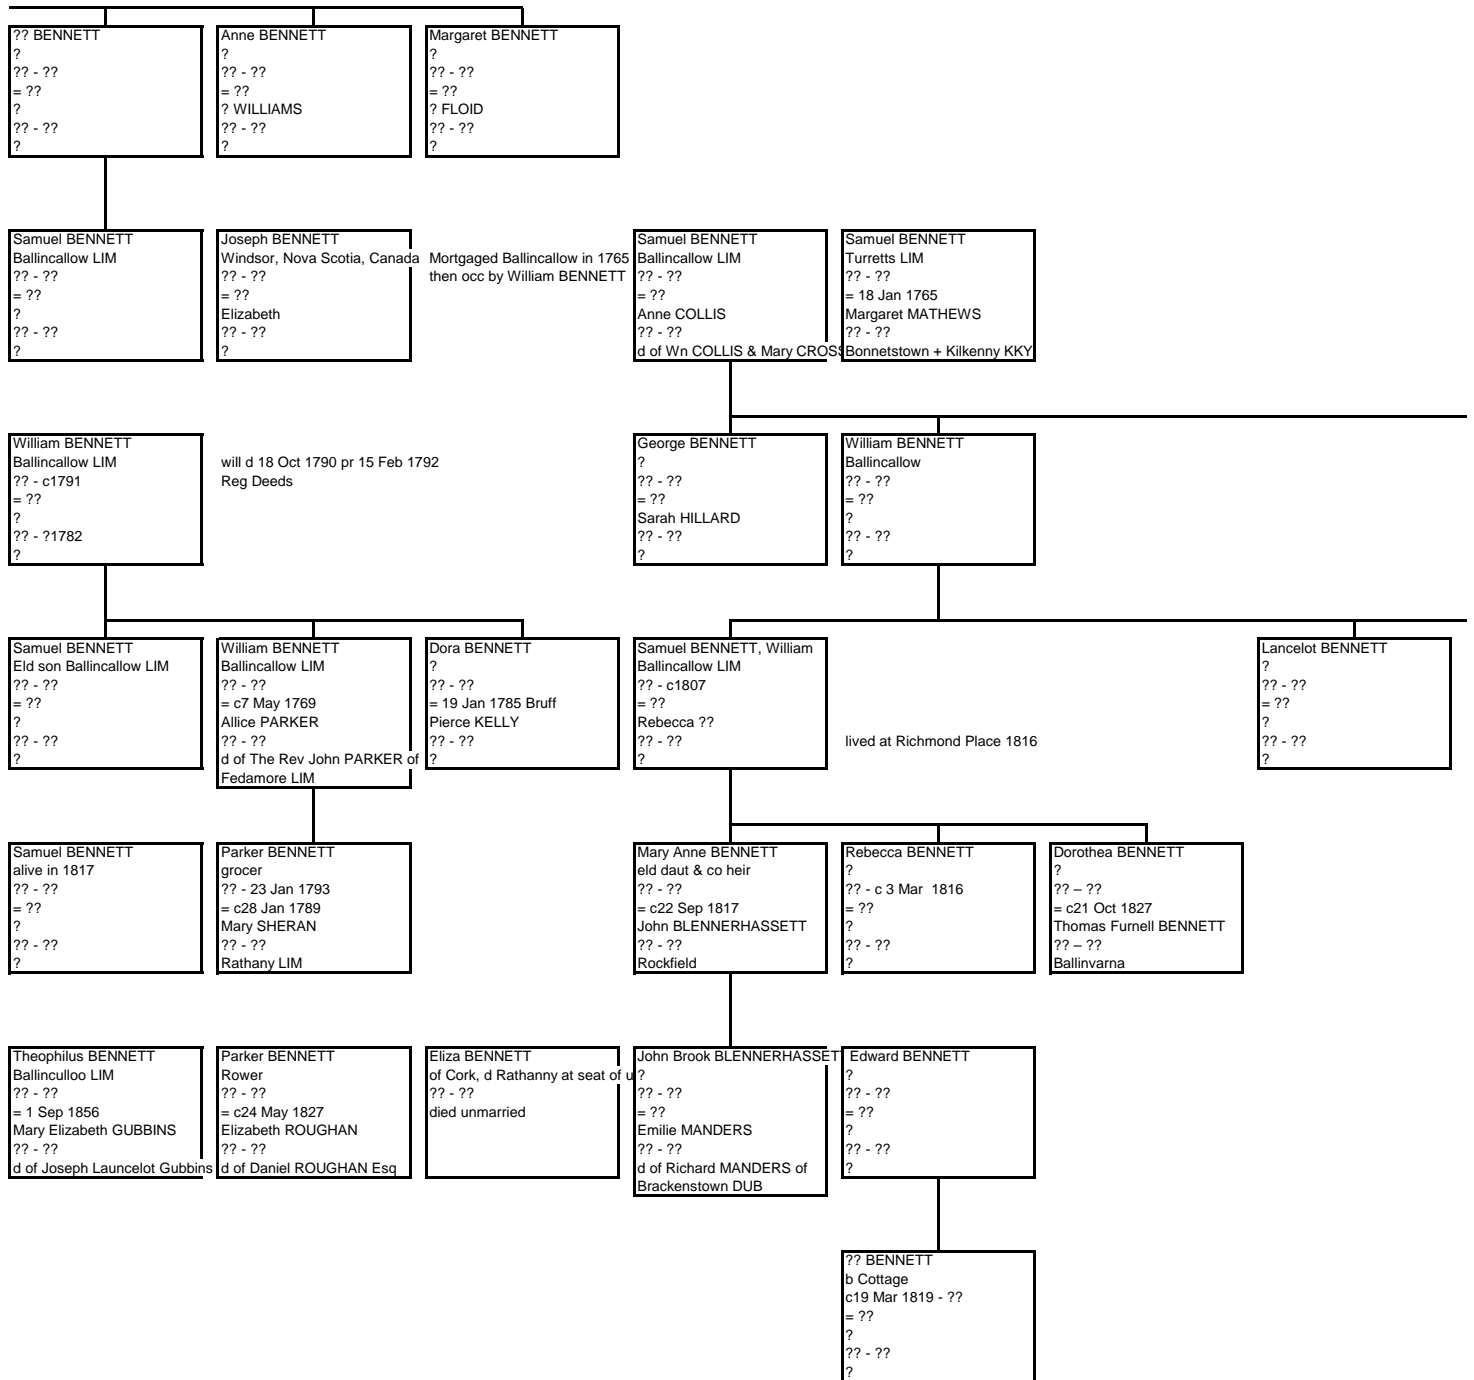 ?? BENNETT
?
?? - ??
= ??
?
?? - ??
?
Anne BENNETT
?
?? - ??
= ??
? WILLIAMS
?? - ??
?
Margaret BENNETT
?
?? - ??
= ??
? FLOID
?? - ??
?
Samuel BENNETT
Ballincallow LIM
?? - ??
= ??
?
?? - ??
?
Joseph BENNETT
Windsor, Nova Scotia, Canada
?? - ??
= ??
Elizabeth
?? - ??
?
Mortgaged Ballincallow in 1765
then occ by William BENNETT
Samuel BENNETT
Ballincallow LIM
?? - ??
= ??
Anne COLLIS
?? - ??
d of Wn COLLIS & Mary CROSS
Samuel BENNETT
Turretts LIM
?? - ??
= 18 Jan 1765
Margaret MATHEWS
?? - ??
Bonnetstown + Kilkenny KKY
William BENNETT
Ballincallow LIM
?? - c1791
= ??
?
?? - ?1782
?
will d 18 Oct 1790 pr 15 Feb 1792
Reg Deeds
George BENNETT
?
?? - ??
= ??
Sarah HILLARD
?? - ??
?
William BENNETT
Ballincallow
?? - ??
= ??
?
?? - ??
?
Samuel BENNETT
Eld son Ballincallow LIM
?? - ??
= ??
?
?? - ??
?
William BENNETT
Ballincallow LIM
?? - ??
= c7 May 1769
Allice PARKER
?? - ??
d of The Rev John PARKER of
Fedamore LIM
Dora BENNETT
?
?? - ??
= 19 Jan 1785 Bruff
Pierce KELLY
?? - ??
?
Samuel BENNETT, William
Ballincallow LIM
?? - c1807
= ??
Rebecca ??
?? - ??
?
lived at Richmond Place 1816
Lancelot BENNETT
?
?? - ??
= ??
?
?? - ??
?
Samuel BENNETT
alive in 1817
?? - ??
= ??
?
?? - ??
?
Parker BENNETT
grocer
?? - 23 Jan 1793
= c28 Jan 1789
Mary SHERAN
?? - ??
Rathany LIM
Mary Anne BENNETT
eld daut & co heir
?? - ??
= c22 Sep 1817
John BLENNERHASSETT
?? - ??
Rockfield
Rebecca BENNETT
?
?? - c 3 Mar  1816
= ??
?
?? - ??
?
Dorothea BENNETT
?
?? – ??
= c21 Oct 1827
Thomas Furnell BENNETT
?? – ??
Ballinvarna
Theophilus BENNETT
Ballinculloo LIM
?? - ??
= 1 Sep 1856
Mary Elizabeth GUBBINS
?? - ??
d of Joseph Launcelot Gubbins
Parker BENNETT
Rower
?? - ??
= c24 May 1827
Elizabeth ROUGHAN
?? - ??
d of Daniel ROUGHAN Esq
Eliza BENNETT
of Cork, d Rathanny at seat of u
?? - ??
died unmarried
John Brook BLENNERHASSETT
?
?? - ??
= ??
Emilie MANDERS
?? - ??
d of Richard MANDERS of
Brackenstown DUB
Edward BENNETT
?
?? - ??
= ??
?
?? - ??
?
?? BENNETT
b Cottage
c19 Mar 1819 - ??
= ??
?
?? - ??
?